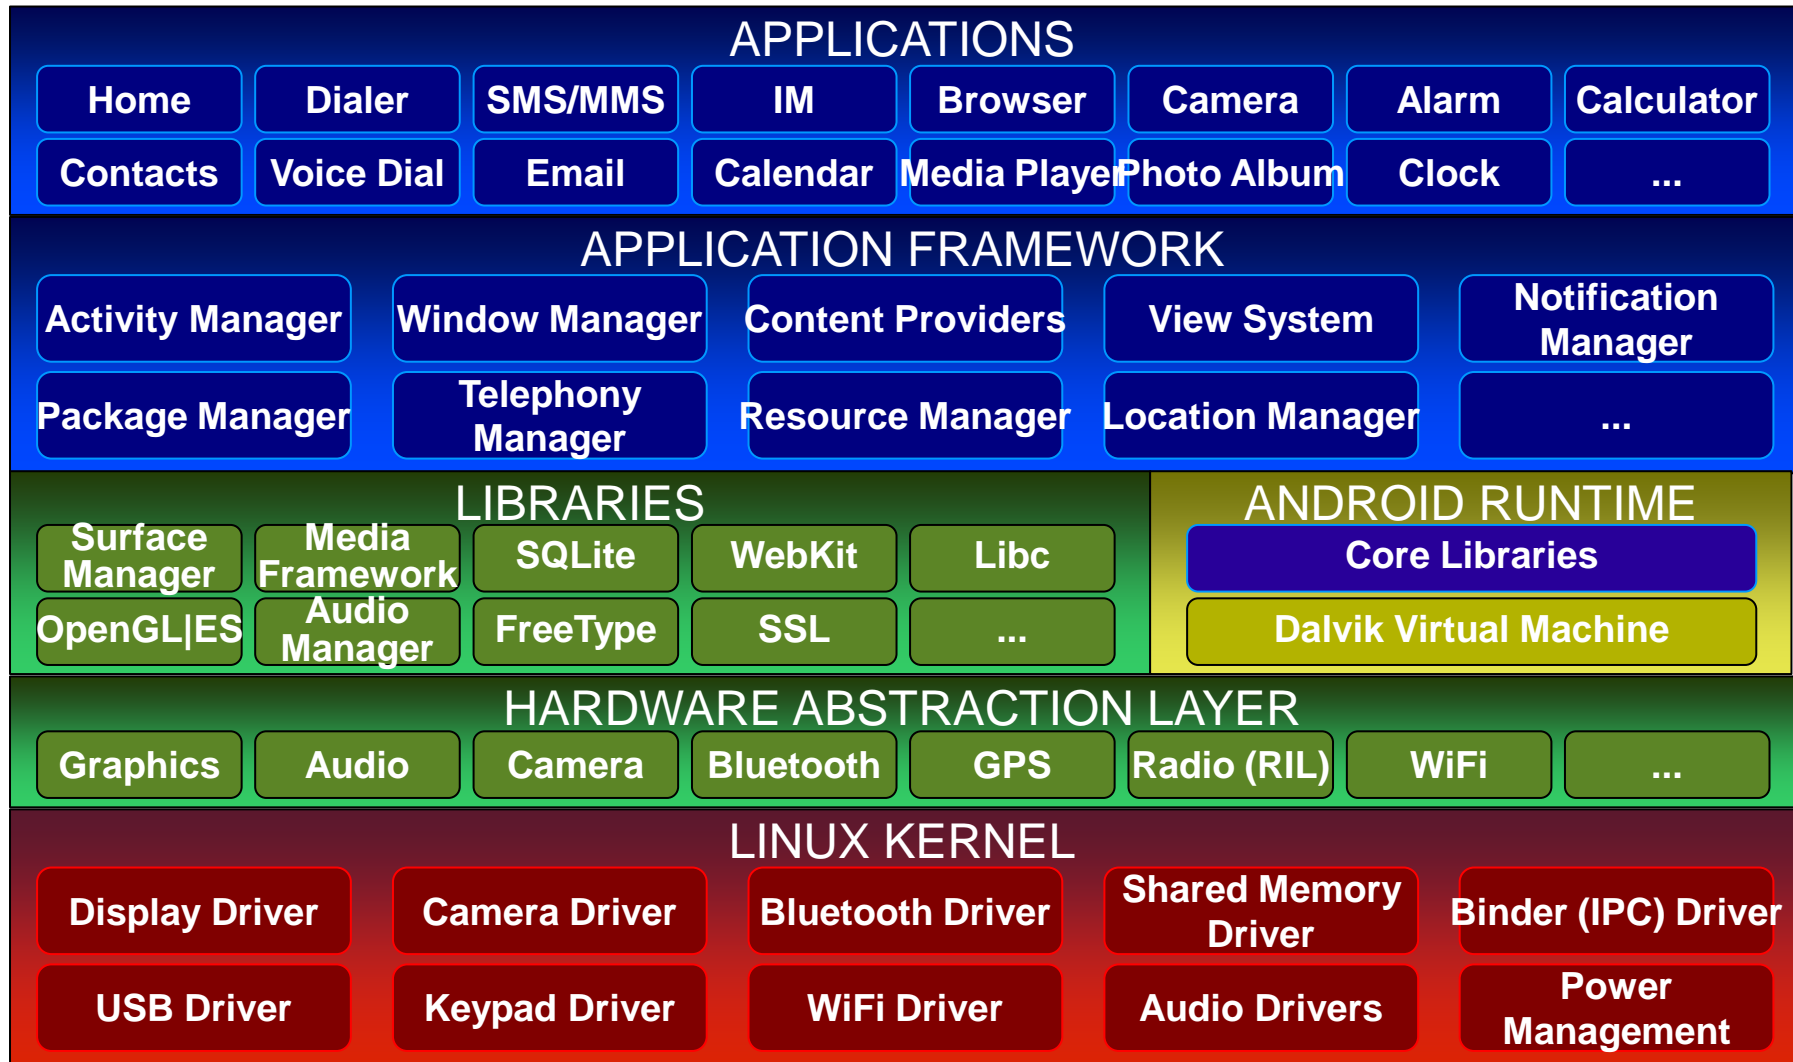 APPLICATIONS
Home Dialer SMS/MMS IM Browser Camera Alarm Calculator
Contacts Voice Dial Email Calendar Media Player Photo Album Clock ...
APPLICATION FRAMEWORK
Activity Manager Window Manager Content Providers View System Notification
Manager
Package Manager Telephony
Manager Resource Manager Location Manager ...
LIBRARIES
Surface
Manager Media
Framework SQLite WebKit Libc
OpenGL|ES Audio
Manager FreeType SSL ...
ANDROID RUNTIME
Core Libraries
Dalvik Virtual Machine
HARDWARE ABSTRACTION LAYER
Graphics Audio Camera Bluetooth GPS Radio (RIL) WiFi ...
LINUX KERNEL
Display Driver Camera Driver Bluetooth Driver Shared Memory
Driver Binder (IPC) Driver
USB Driver Keypad Driver WiFi Driver Audio Drivers Power
Management